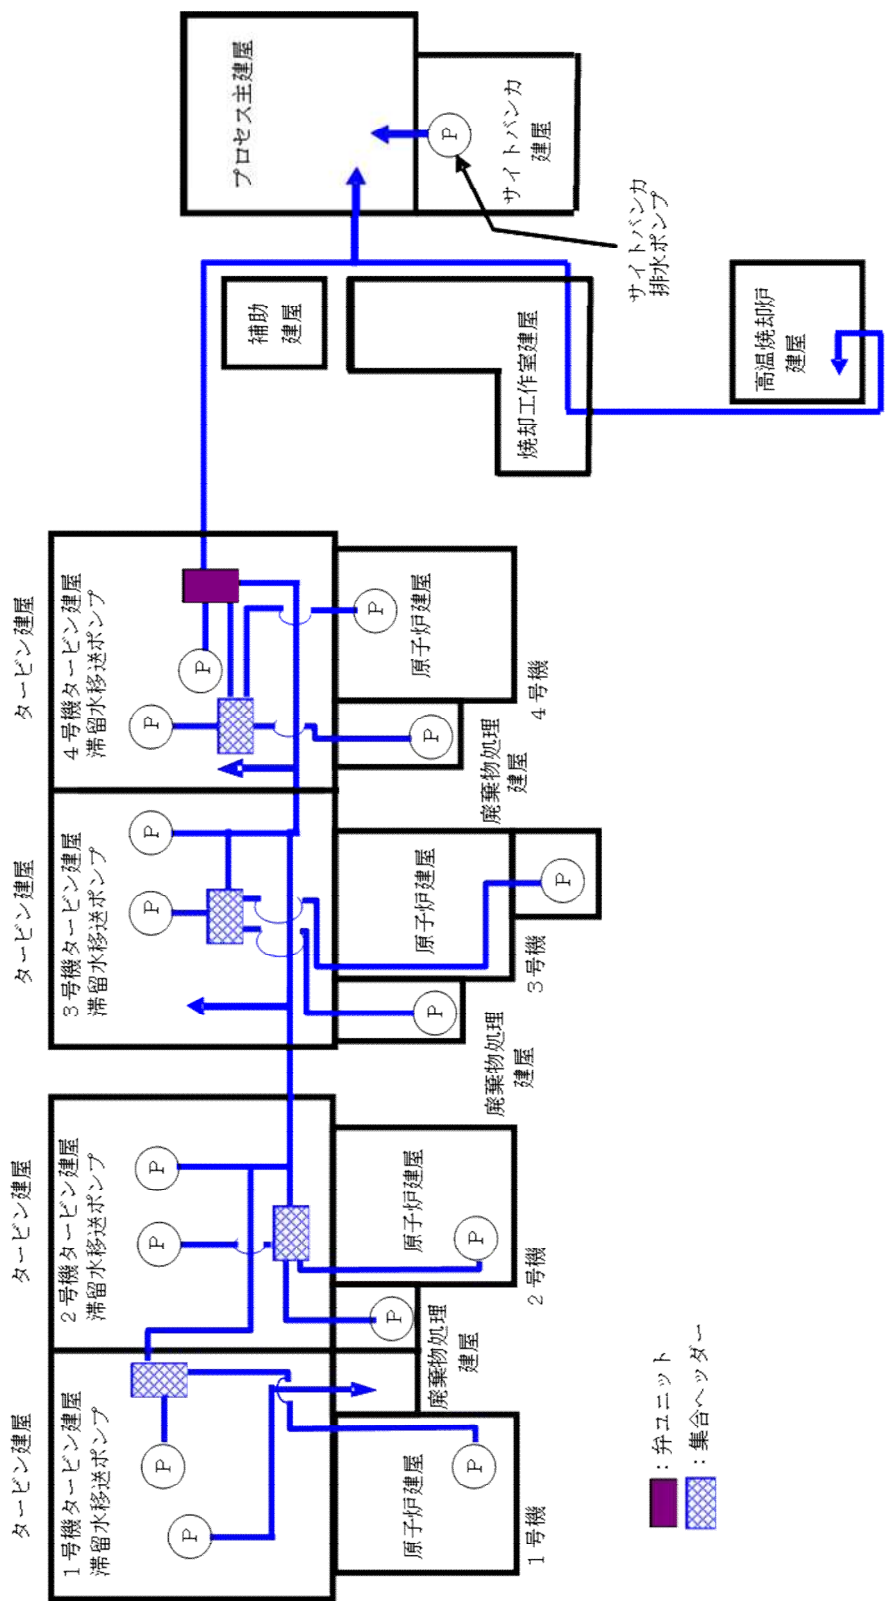 タービン建屋
1号機タービン建屋
滞留水移送ポンプ
P
P
原子炉建屋
P
1号機
タービン建屋
2号機タービン建屋
滞留水移送ポンプ
P
P
廃棄物処理
建屋
P
原子炉建屋
P
2号機
タービン建屋
3号機タービン建屋
滞留水移送ポンプ
P
P
廃棄物処理
建屋
P
原子炉建屋
P
3号機
タービン建屋
4号機タービン建屋
滞留水移送ポンプ
P
P
廃棄物処理
建屋
P
原子炉建屋
P
4号機
補助
建屋
焼却工作室建屋
プロセス主建屋
サイトバンカ
建屋
P
サイトバンカ
排水ポンプ
高温焼却炉
建屋
：弁ユニット
：集合ヘッダー